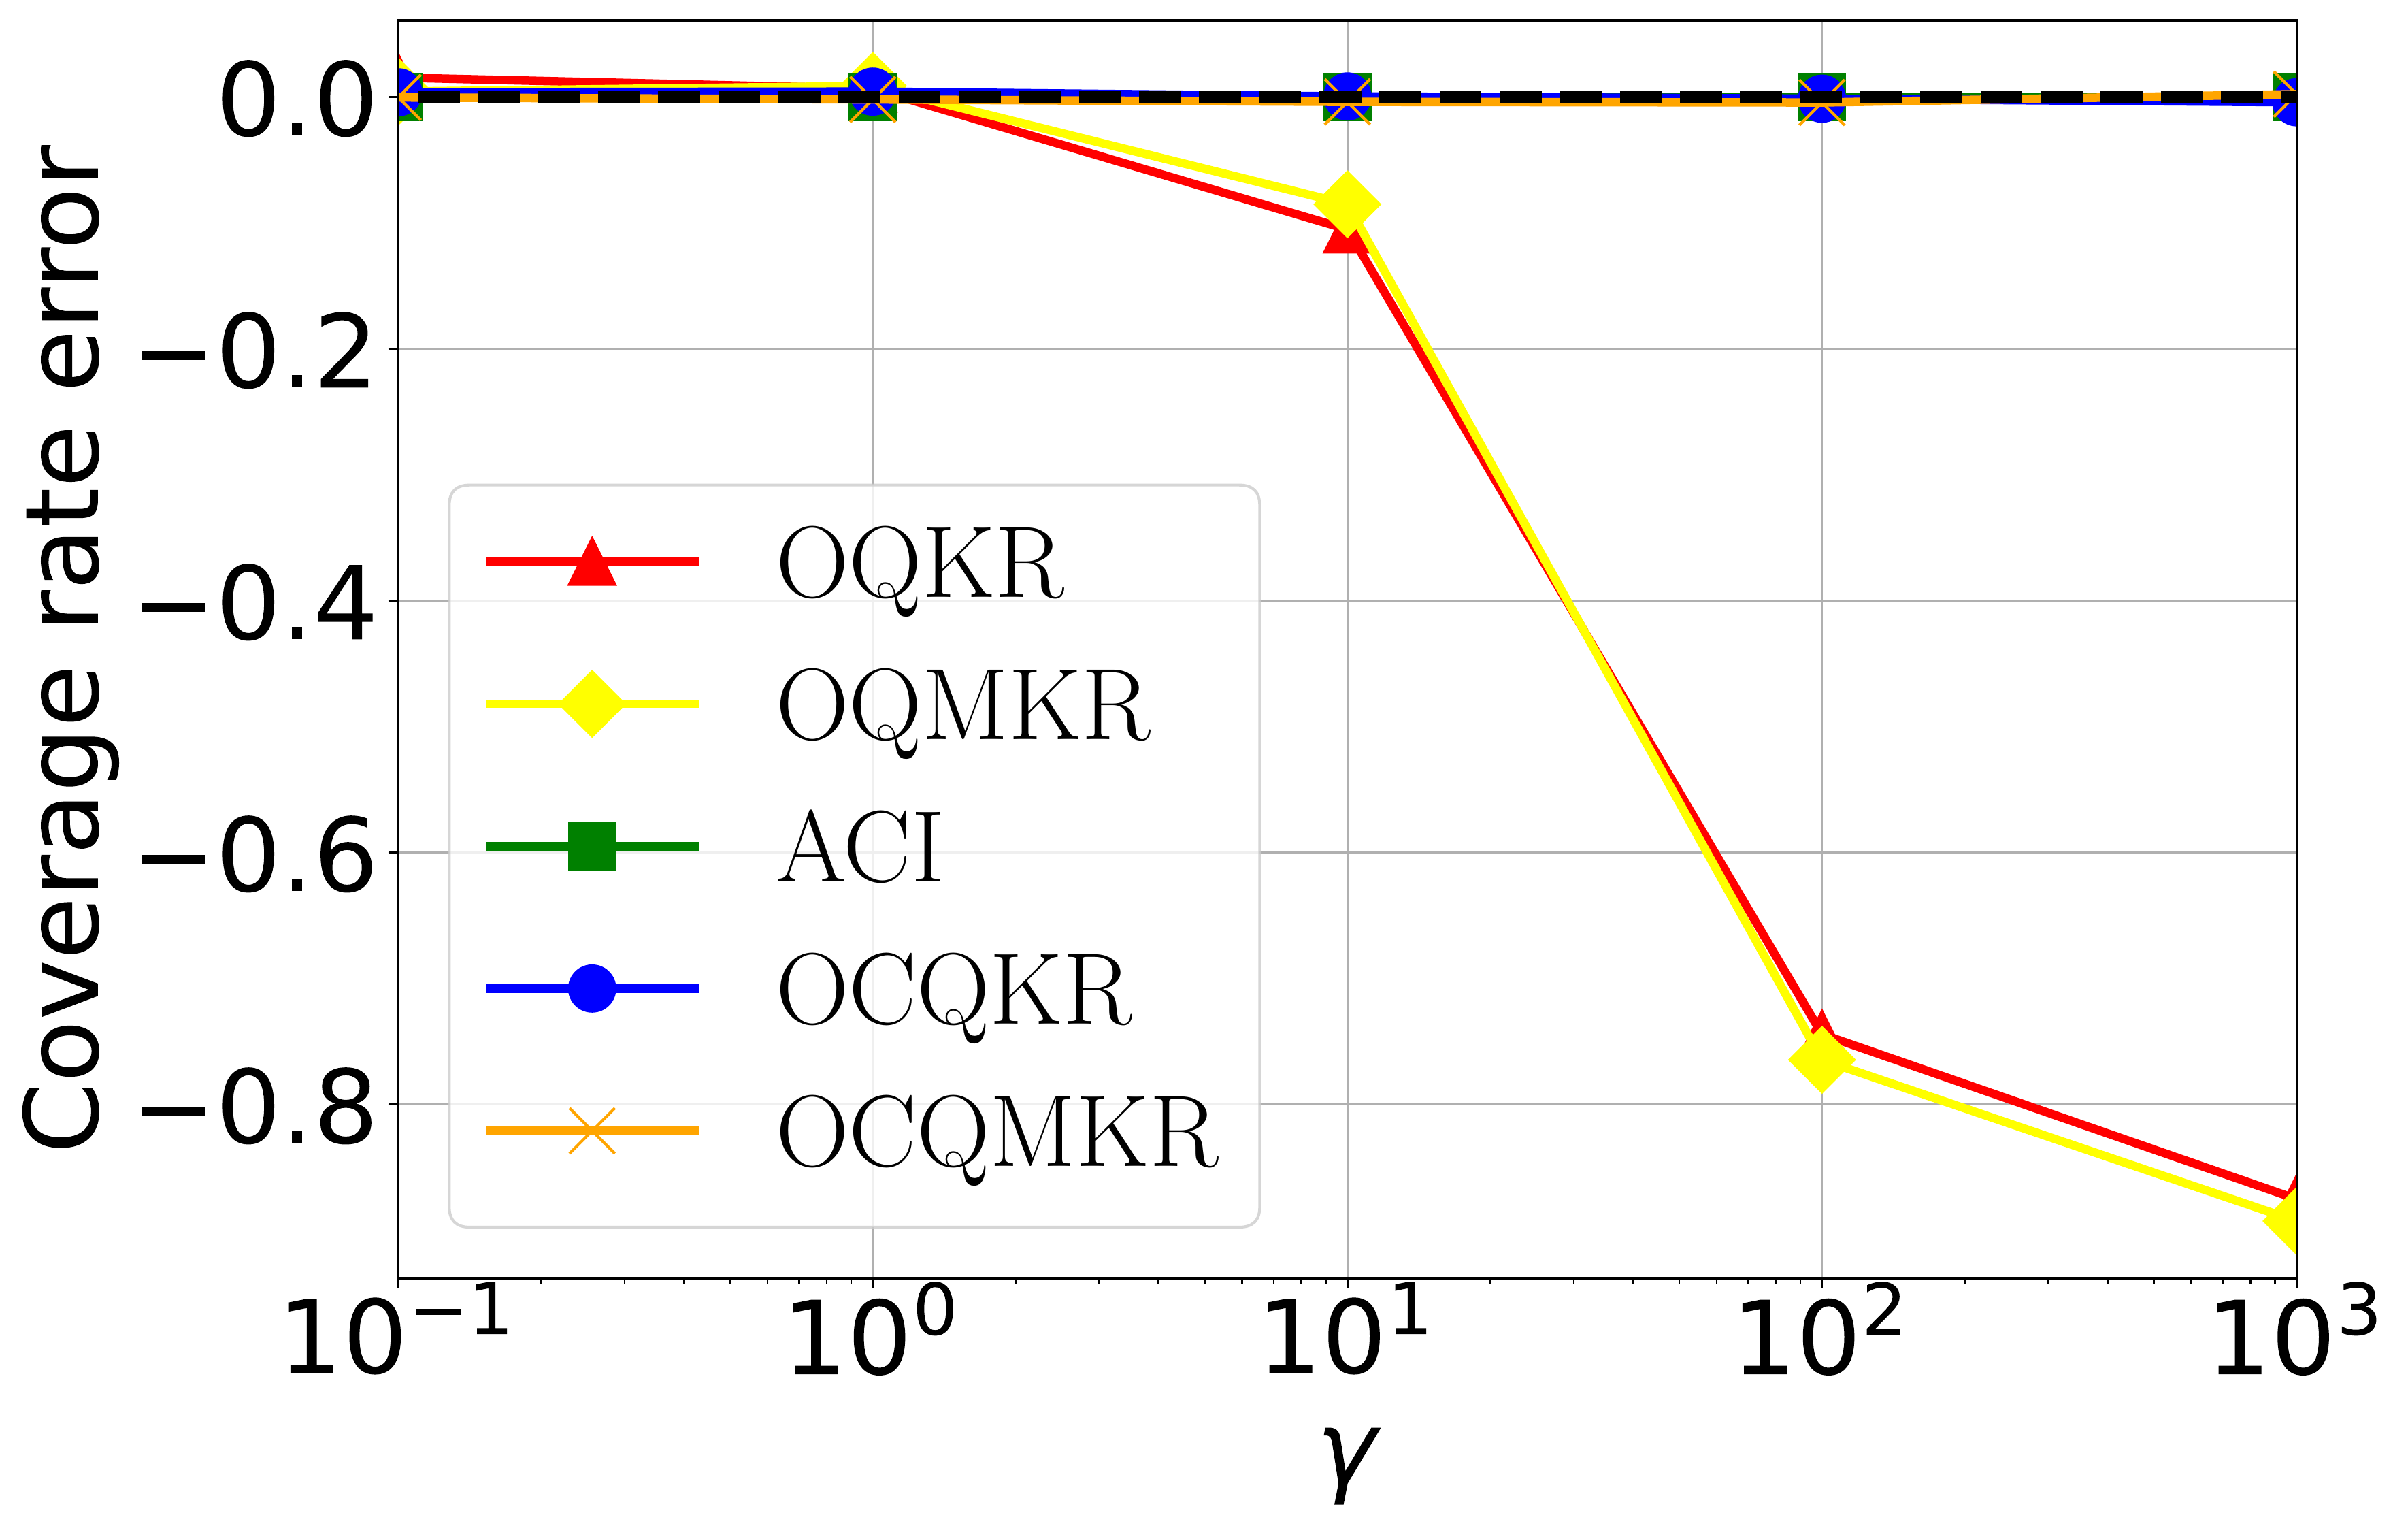 Coverage rate error
0.0
−0.2
−0.4
−0.6
−0.8
OQKR
OQMKR
ACI
OCQKR
OCQMKR
10⁻¹ 10⁰ 10¹ 10² 10³
γ